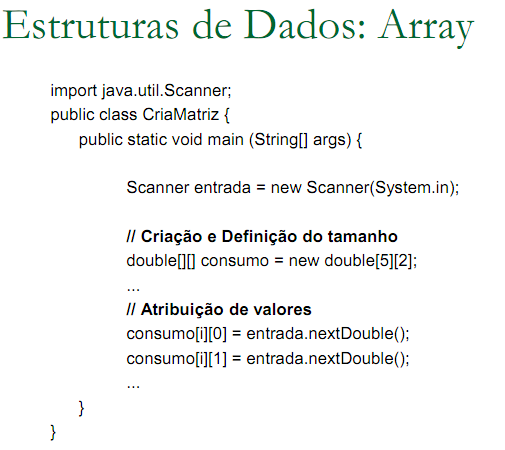 Estruturas de Dados: Array
import java.util.Scanner;
public class CriaMatriz {
public static void main (String[] args) {
Scanner entrada = new Scanner(System.in);
// Criação e Definição do tamanho
double[][] consumo = new double[5][2];
...
// Atribuição de valores
consumo[i][0] = entrada.nextDouble();
consumo[i][1] = entrada.nextDouble();
...
}
}